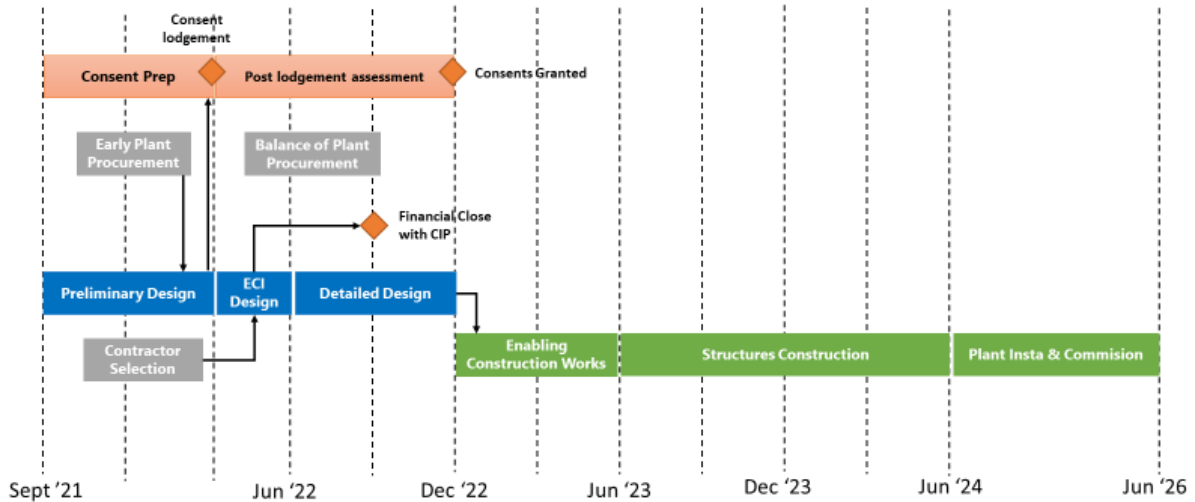 Consent
lodgement
Consent Prep
Post lodgement assessment
Consents Granted
Early Plant
Procurement
Balance of Plant
Procurement
Financial Close
with CIP
Preliminary Design
ECI
Design
Detailed Design
Contractor
Selection
Enabling
Construction Works
Structures Construction
Plant Insta & Commision
Sept ‘21
Jun ‘22
Dec ‘22
Jun ‘23
Dec ‘23
Jun ‘24
Jun ‘26